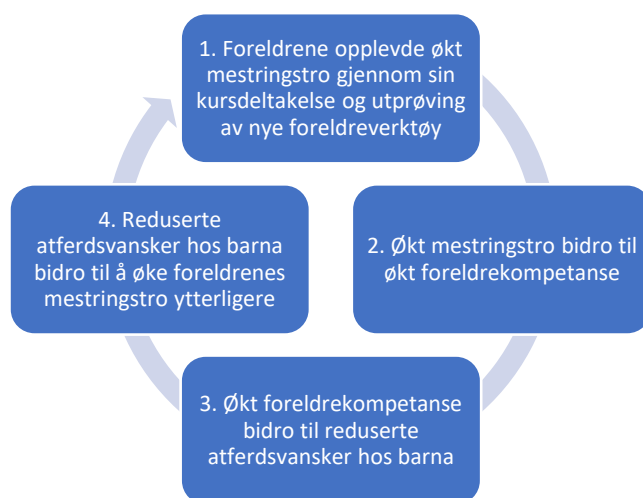 1. Foreldrene opplevde økt
mestringstro gjennom sin
kursdeltakelse og utprøving
av nye foreldreverktøy
2. Økt mestringstro bidro til
økt foreldrekompetanse
3. Økt foreldrekompetanse
bidro til reduserte
atferdsvansker hos barna
4. Reduserte
atferdsvansker hos barna
bidro til å øke foreldrenes
mestringstro ytterligere